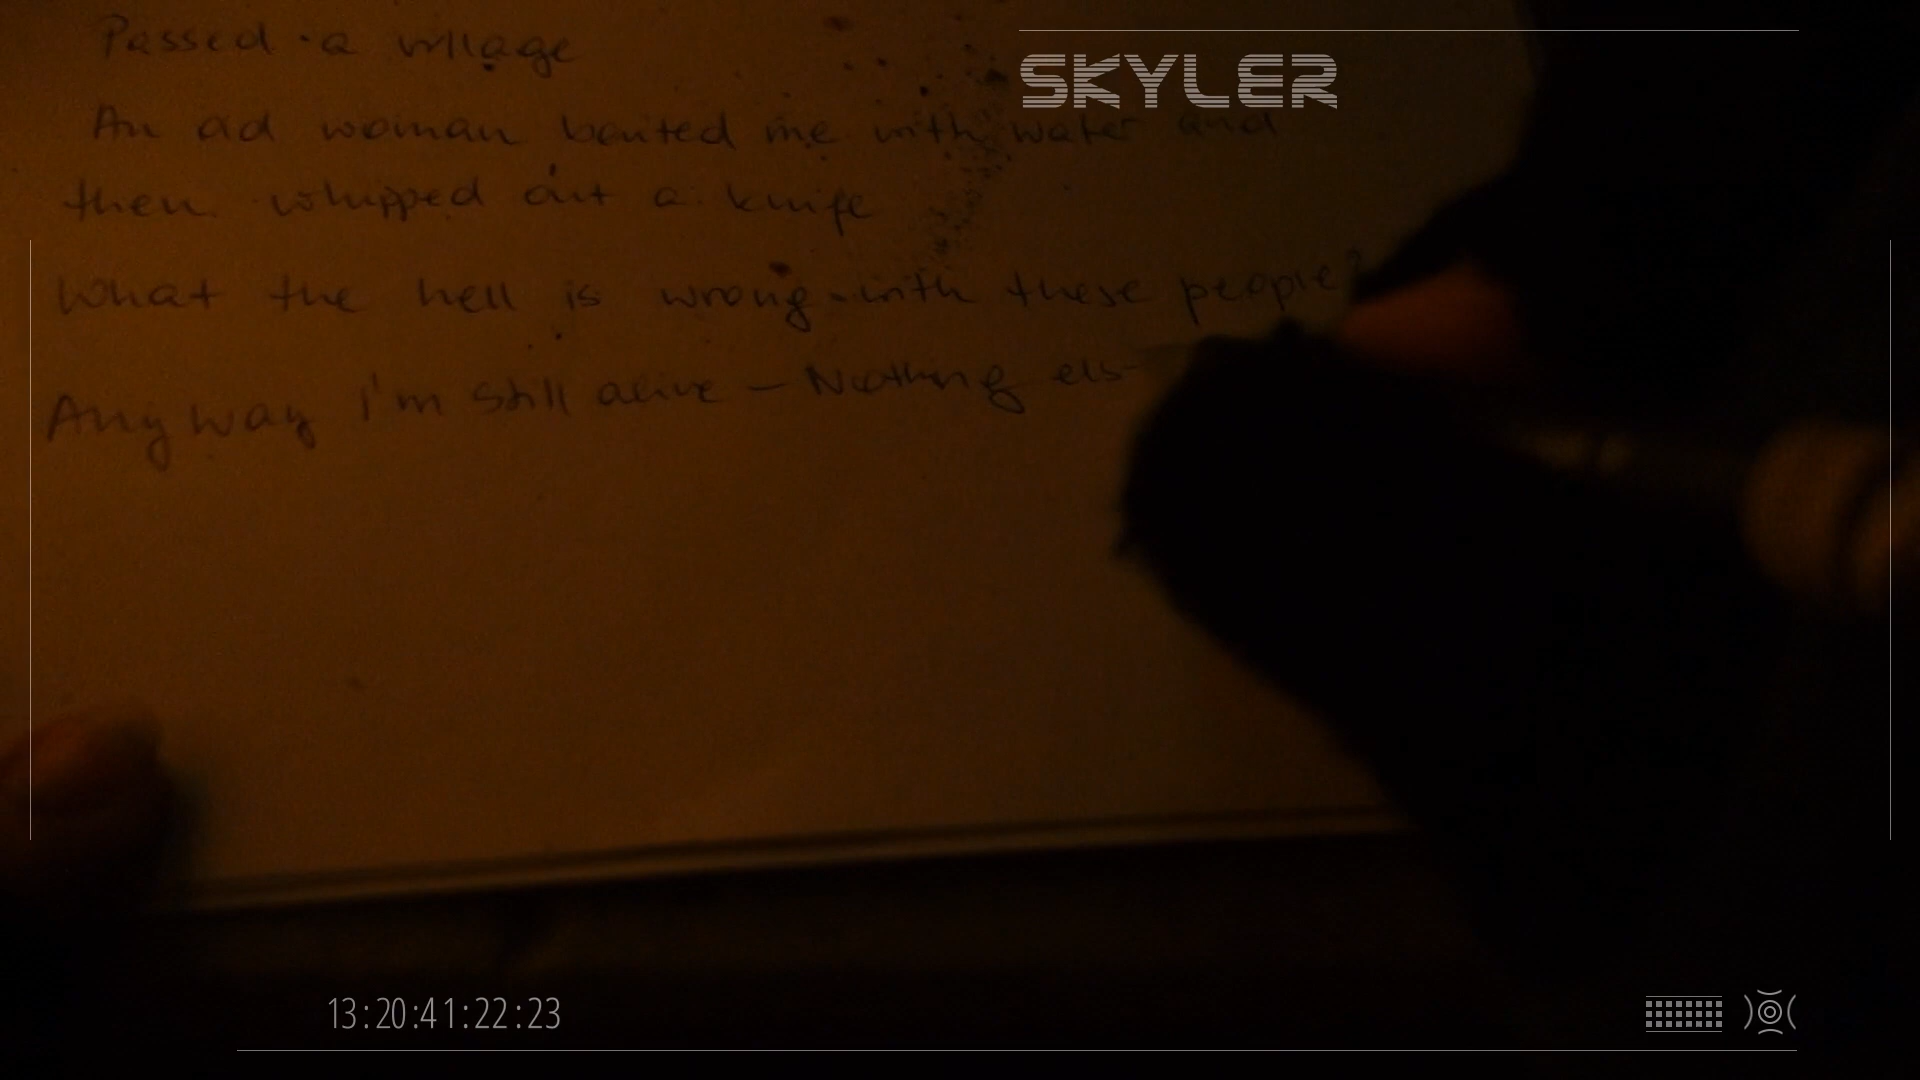 Passed a village
SKYLER
An old woman baited me with water and
then whipped out a knife
What the hell is wrong with these people?
Anyway I'm still alive – Nothing els
13:20:41:22:23